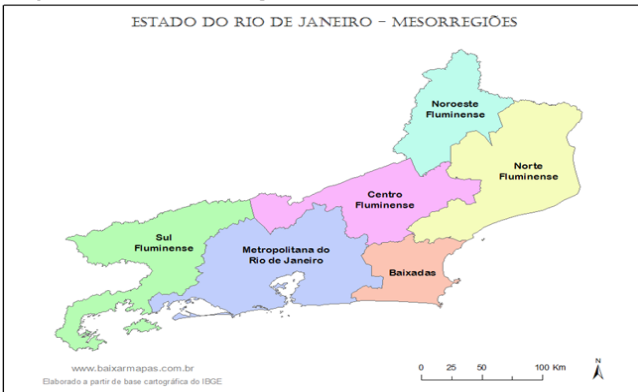 ESTADO DO RIO DE JANEIRO - MESORREGIÕES
Noroeste
Fluminense
Norte
Fluminense
Centro
Fluminense
Sul
Fluminense
Metropolitana do
Rio de Janeiro
Baixadas
www.baixarmapas.com.br
Elaborado a partir de base cartográfica do IBGE
0 25 50 100 Km
N